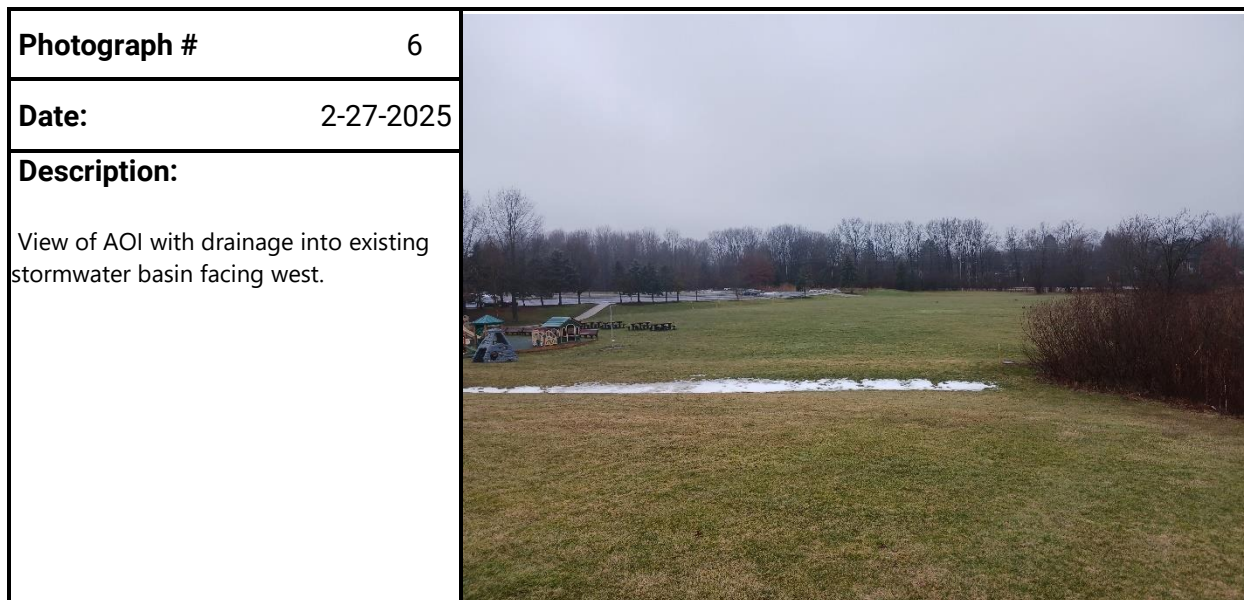 Photograph # 6
Date: 2-27-2025
Description:
View of AOI with drainage into existing
stormwater basin facing west.